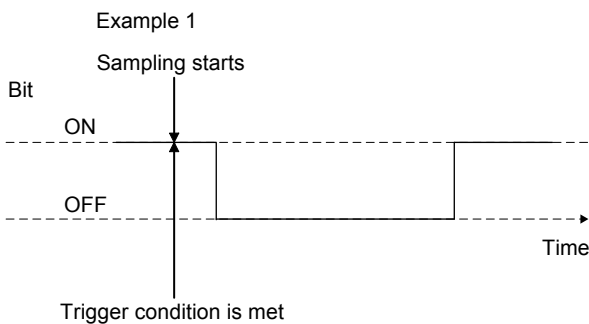 Example 1
Sampling starts
Bit
ON
OFF
Time
Trigger condition is met